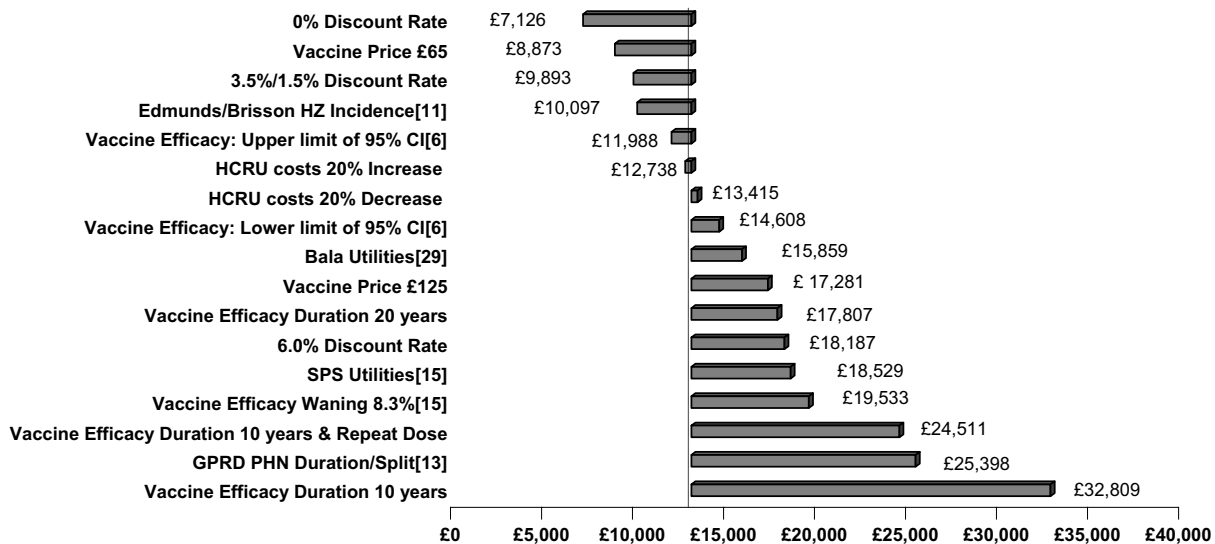 0% Discount Rate £7,126
Vaccine Price £65 £8,873
3.5%/1.5% Discount Rate £9,893
Edmunds/Brisson HZ Incidence[11] £10,097
Vaccine Efficacy: Upper limit of 95% CI[6] £11,988
HCRU costs 20% Increase £12,738
HCRU costs 20% Decrease £13,415
Vaccine Efficacy: Lower limit of 95% CI[6] £14,608
Bala Utilities[29] £15,859
Vaccine Price £125 £ 17,281
Vaccine Efficacy Duration 20 years £17,807
6.0% Discount Rate £18,187
SPS Utilities[15] £18,529
Vaccine Efficacy Waning 8.3%[15] £19,533
Vaccine Efficacy Duration 10 years & Repeat Dose £24,511
GPRD PHN Duration/Split[13] £25,398
Vaccine Efficacy Duration 10 years £32,809
£0 £5,000 £10,000 £15,000 £20,000 £25,000 £30,000 £35,000 £40,000